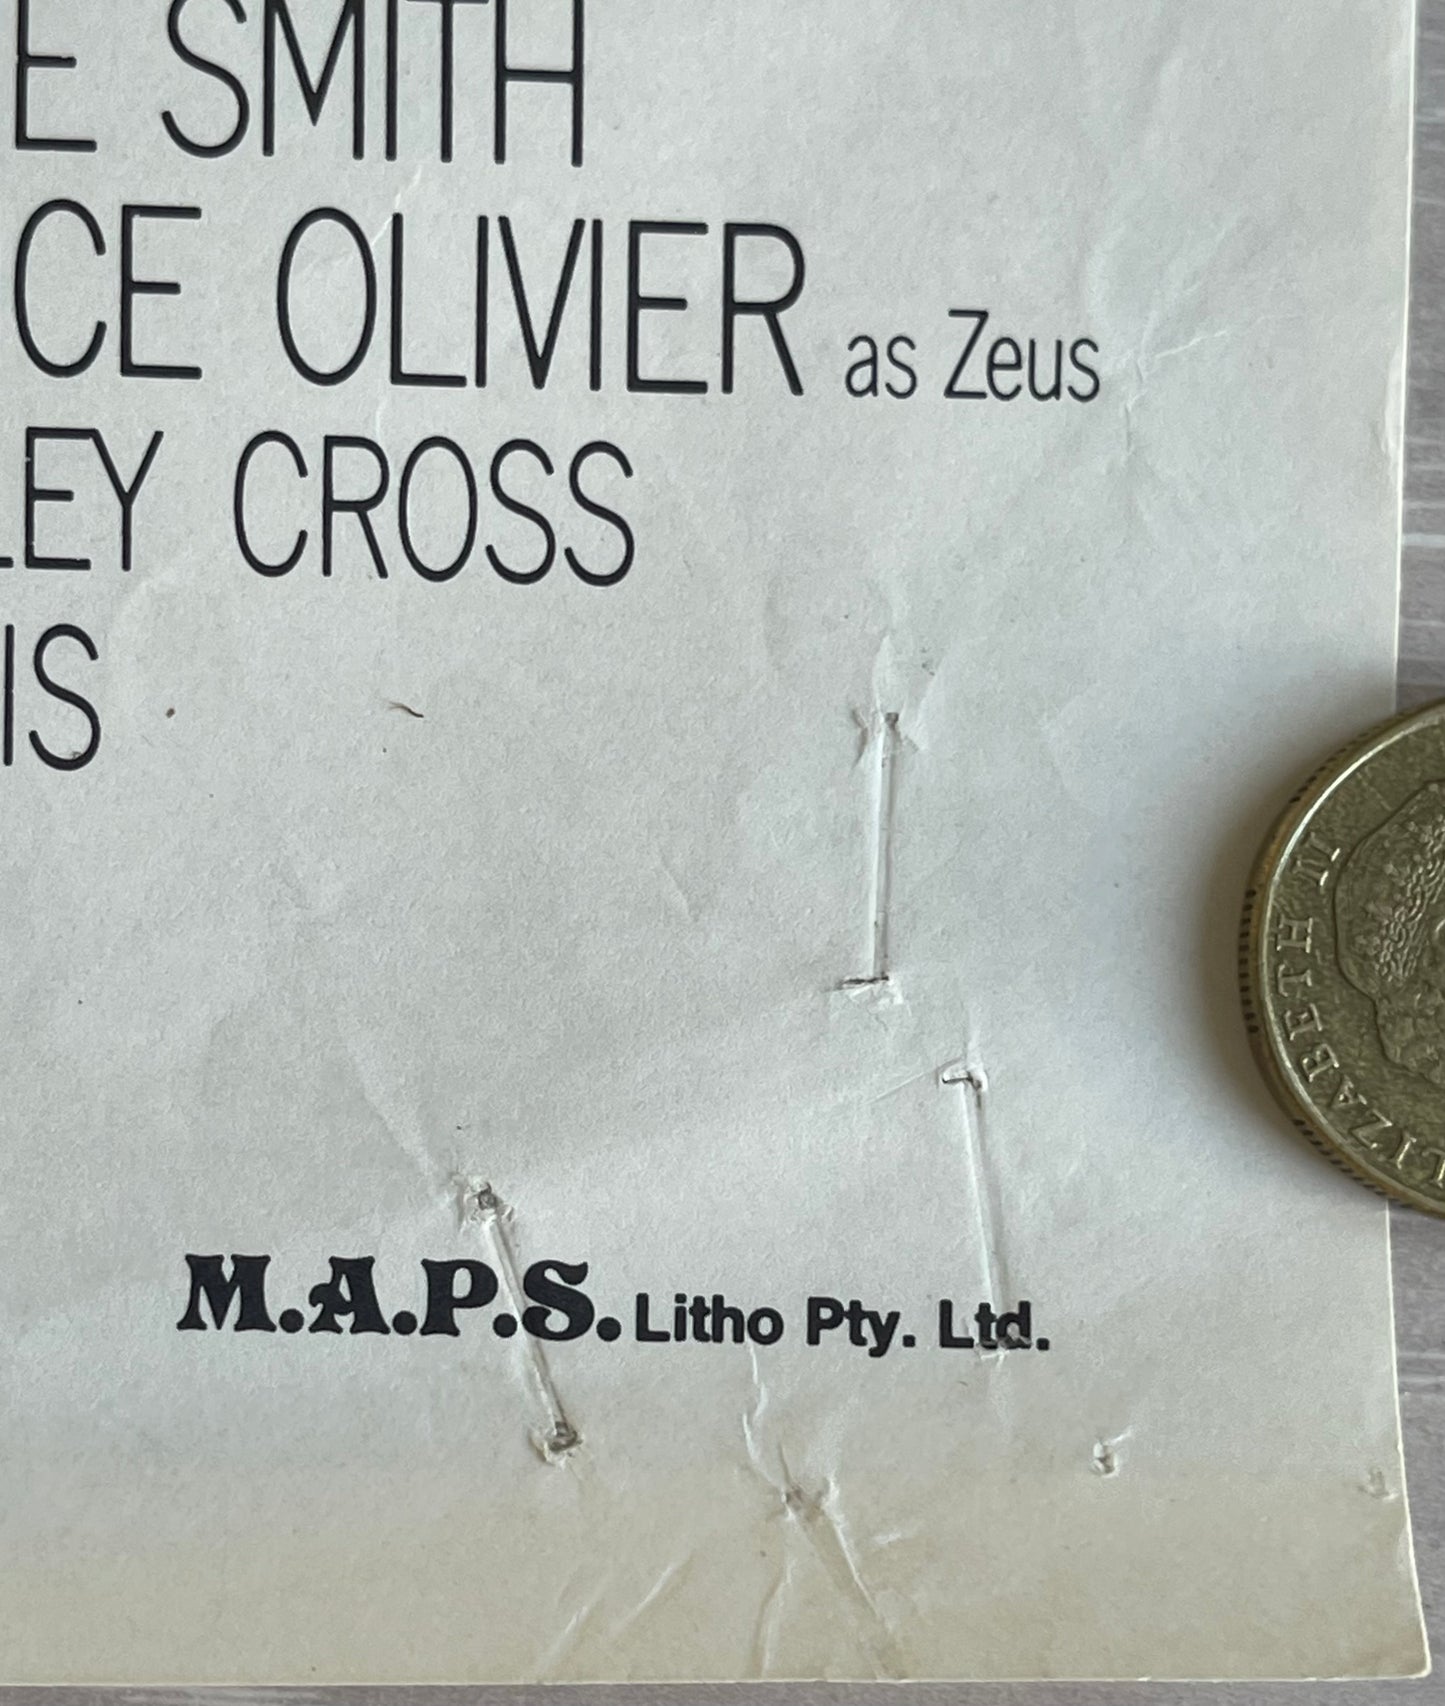 E SMITH
CE OLIVIER as Zeus
LEY CROSS
IS
M.A.P.S. Litho Pty. Ltd.
ELIZABETH II